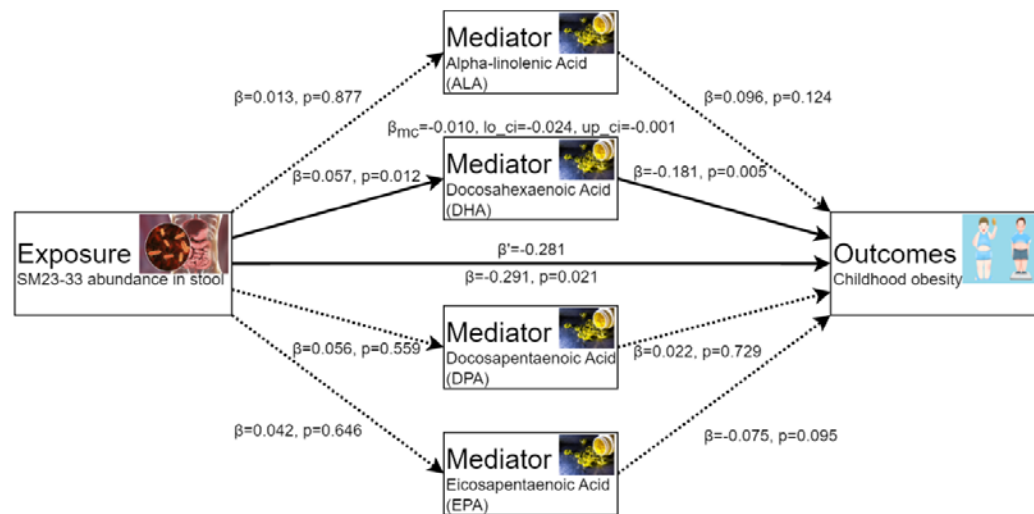 Mediator
Alpha-linolenic Acid
(ALA)
β=0.013, p=0.877
β=0.096, p=0.124
βmc=-0.010, lo_ci=-0.024, up_ci=-0.001
Mediator
Docosahexaenoic Acid
(DHA)
β=0.057, p=0.012
β=-0.181, p=0.005
Exposure
SM23-33 abundance in stool
β'=-0.281
β=-0.291, p=0.021
Outcomes
Childhood obesity
Mediator
Docosapentaenoic Acid
(DPA)
β=0.056, p=0.559
β=0.022, p=0.729
Mediator
Eicosapentaenoic Acid
(EPA)
β=0.042, p=0.646
β=-0.075, p=0.095